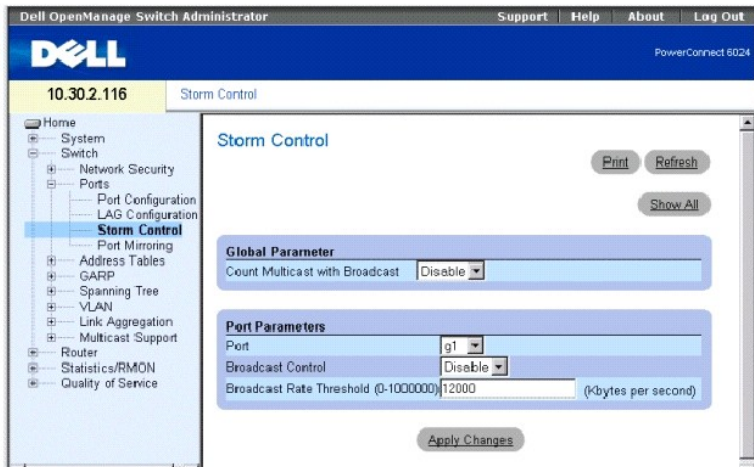 Dell OpenManage Switch Administrator Support Help About Log Out
DELL
PowerConnect 6024
10.30.2.116 Storm Control
Home
System
Switch
Network Security
Ports
Port Configuration
LAG Configuration
Storm Control
Port Mirroring
Address Tables
GARP
Spanning Tree
VLAN
Link Aggregation
Multicast Support
Router
Statistics/RMON
Quality of Service
Storm Control
Print Refresh
Show All
Global Parameter
Count Multicast with Broadcast Disable
Port Parameters
Port g1
Broadcast Control Disable
Broadcast Rate Threshold (0-1000000) 12000 (Kbytes per second)
Apply Changes